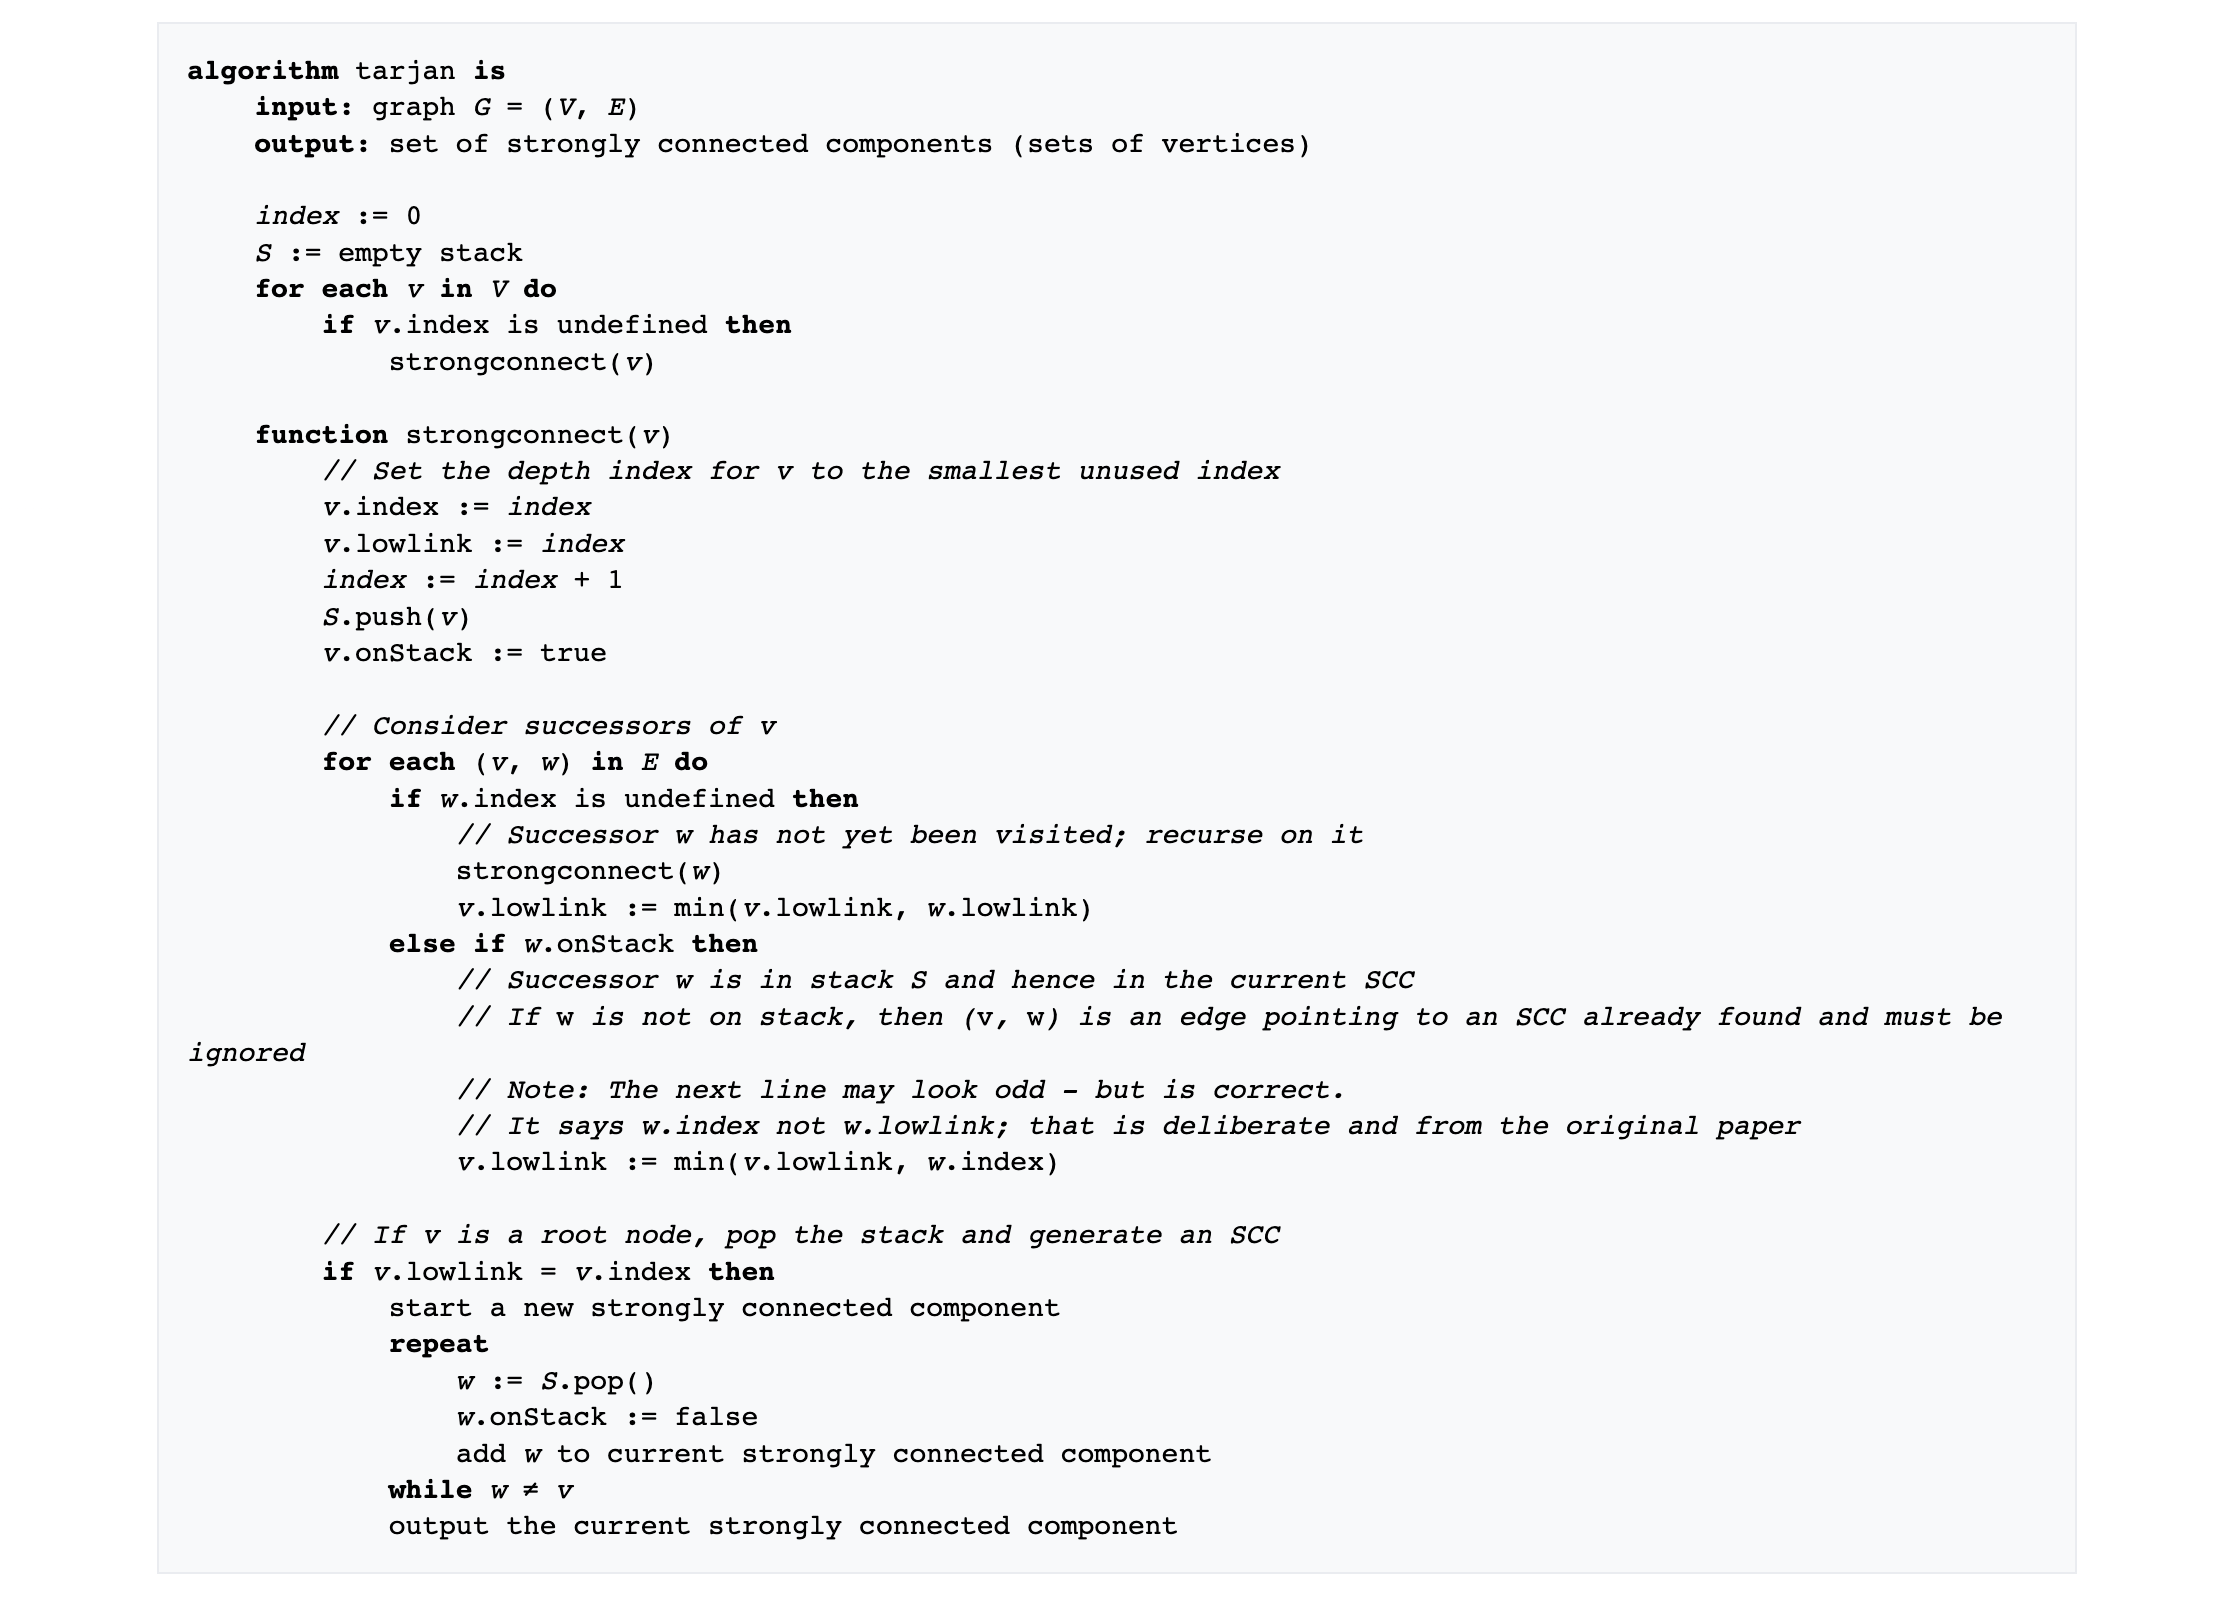 algorithm tarjan is
input: graph G = (V, E)
output: set of strongly connected components (sets of vertices)
index := 0
S := empty stack
for each v in V do
if v.index is undefined then
strongconnect(v)
function strongconnect(v)
// Set the depth index for v to the smallest unused index
v.index := index
v.lowlink := index
index := index + 1
S.push(v)
v.onStack := true
// Consider successors of v
for each (v, w) in E do
if w.index is undefined then
// Successor w has not yet been visited; recurse on it
strongconnect(w)
v.lowlink := min(v.lowlink, w.lowlink)
else if w.onStack then
// Successor w is in stack S and hence in the current SCC
// If w is not on stack, then (v, w) is an edge pointing to an SCC already found and must be
ignored
// Note: The next line may look odd – but is correct.
// It says w.index not w.lowlink; that is deliberate and from the original paper
v.lowlink := min(v.lowlink, w.index)
// If v is a root node, pop the stack and generate an SCC
if v.lowlink = v.index then
start a new strongly connected component
repeat
w := S.pop()
w.onStack := false
add w to current strongly connected component
while w ≠ v
output the current strongly connected component